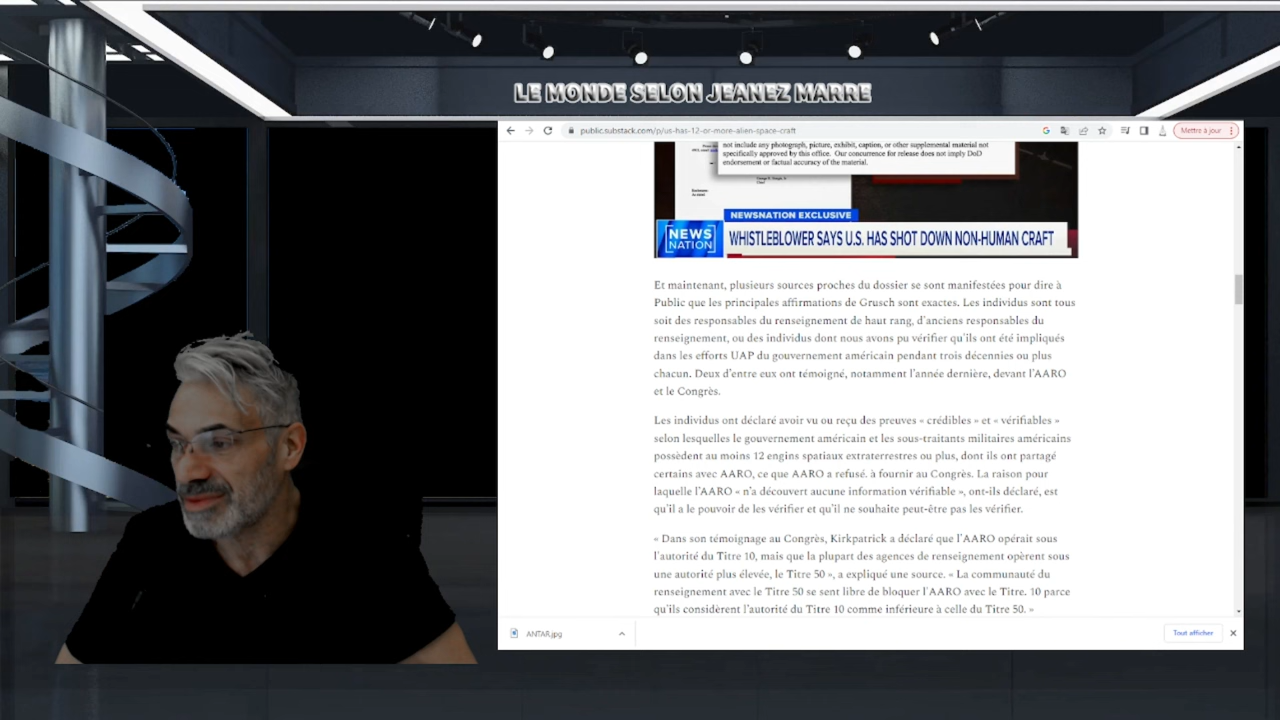 LE MONDE SELON JEANEZ MARRE
public.substack.com/p/us-has-12-or-more-alien-space-craft
Mettre à jour
not include any photograph, picture, exhibit, caption, or other supplemental material not
specifically approved by this office. Our concurrence for release does not imply DoD
endorsement or factual accuracy of the material.
NEWSNATION EXCLUSIVE
NEWS
NATION
WHISTLEBLOWER SAYS U.S. HAS SHOT DOWN NON-HUMAN CRAFT
Et maintenant, plusieurs sources proches du dossier se sont manifestées pour dire à
Public que les principales affirmations de Grusch sont exactes. Les individus sont tous
soit des responsables du renseignement de haut rang, d'anciens responsables du
renseignement, ou des individus dont nous avons pu vérifier qu'ils ont été impliqués
dans les efforts UAP du gouvernement américain pendant trois décennies ou plus
chacun. Deux d'entre eux ont témoigné, notamment l'année dernière, devant l'AARO
et le Congrès.
Les individus ont déclaré avoir vu ou reçu des preuves « crédibles » et « vérifiables »
selon lesquelles le gouvernement américain et les sous-traitants militaires américains
possèdent au moins 12 engins spatiaux extraterrestres ou plus, dont ils ont partagé
certains avec AARO, ce que AARO a refusé. à fournir au Congrès. La raison pour
laquelle l'AARO « n'a découvert aucune information vérifiable », ont-ils déclaré, est
qu'il a le pouvoir de les vérifier et qu'il ne souhaite peut-être pas les vérifier.
« Dans son témoignage au Congrès, Kirkpatrick a déclaré que l'AARO opérait sous
l'autorité du Titre 10, mais que la plupart des agences de renseignement opèrent sous
une autorité plus élevée, le Titre 50 », a expliqué une source. « La communauté du
renseignement avec le Titre 50 se sent libre de bloquer l'AARO avec le Titre. 10 parce
qu'ils considèrent l'autorité du Titre 10 comme inférieure à celle du Titre 50. »
ANTAR.jpg
Tout afficher